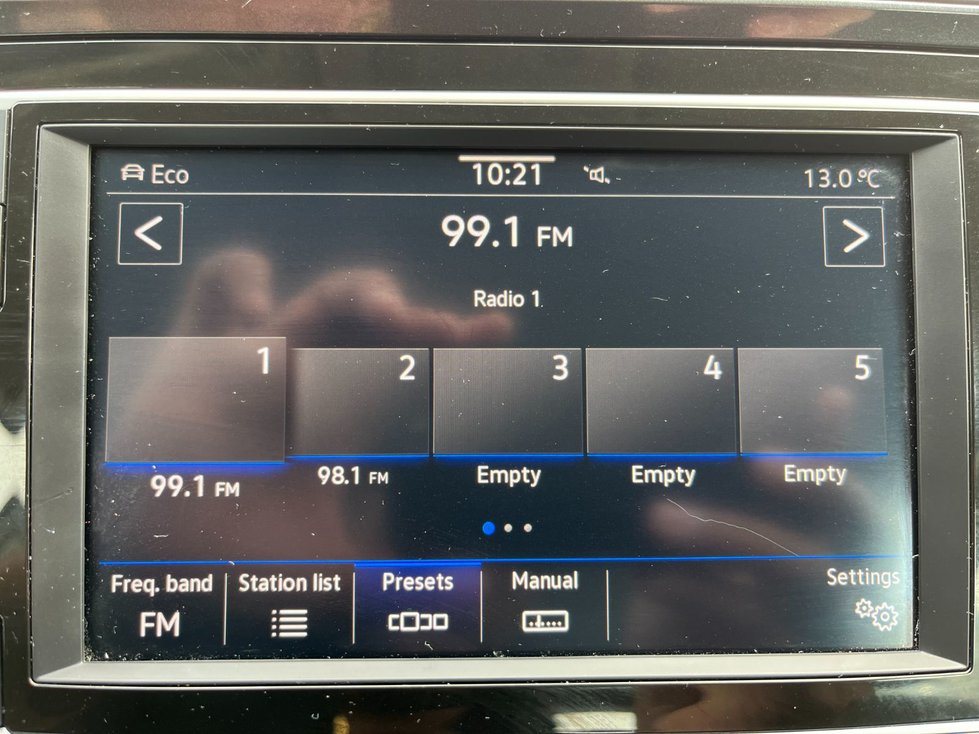 Eco 10:21 13.0 °C
99.1 FM
Radio 1
1 2 3 4 5
99.1 FM 98.1 FM Empty Empty Empty
Freq. band Station list Presets Manual Settings
FM